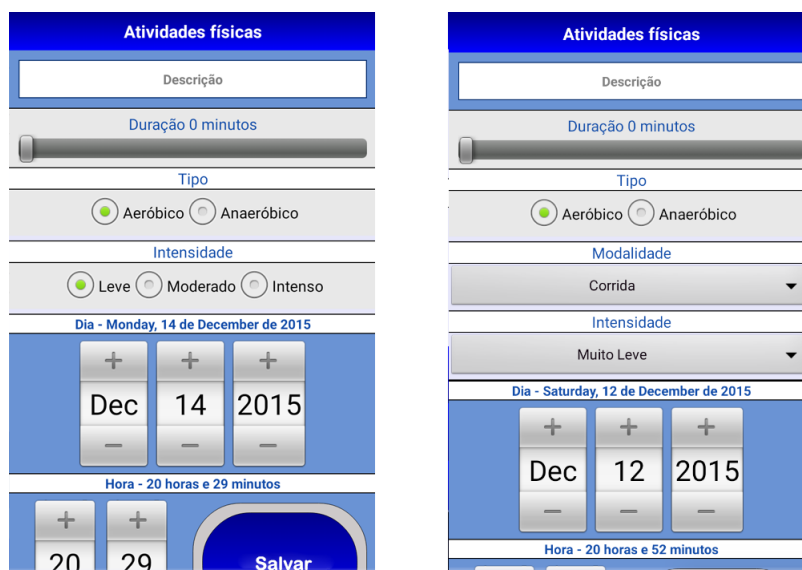 Atividades físicas
Descrição
Duração 0 minutos
Tipo
Aeróbico Anaeróbico
Intensidade
Leve Moderado Intenso
Dia - Monday, 14 de December de 2015
Dec 14 2015
Hora - 20 horas e 29 minutos
20 29 Salvar
Atividades físicas
Descrição
Duração 0 minutos
Tipo
Aeróbico Anaeróbico
Modalidade
Corrida
Intensidade
Muito Leve
Dia - Saturday, 12 de December de 2015
Dec 12 2015
Hora - 20 horas e 52 minutos